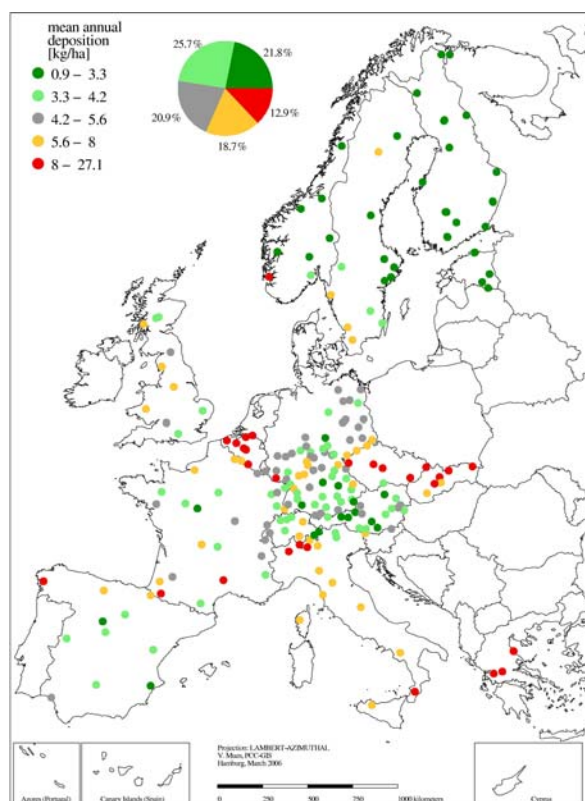 mean annual
deposition
[kg/ha]
0.9 – 3.3
3.3 – 4.2
4.2 – 5.6
5.6 – 8
8 – 27.1
25.7%
21.8%
20.9%
12.9%
18.7%
Projection: LAMBERT-AZIMUTHAL
V. Mues, PCC-GIS
Hamburg, March 2006
0 250 500 750 1000 kilometers
Azores (Portugal)
Canary Islands (Spain)
Cyprus